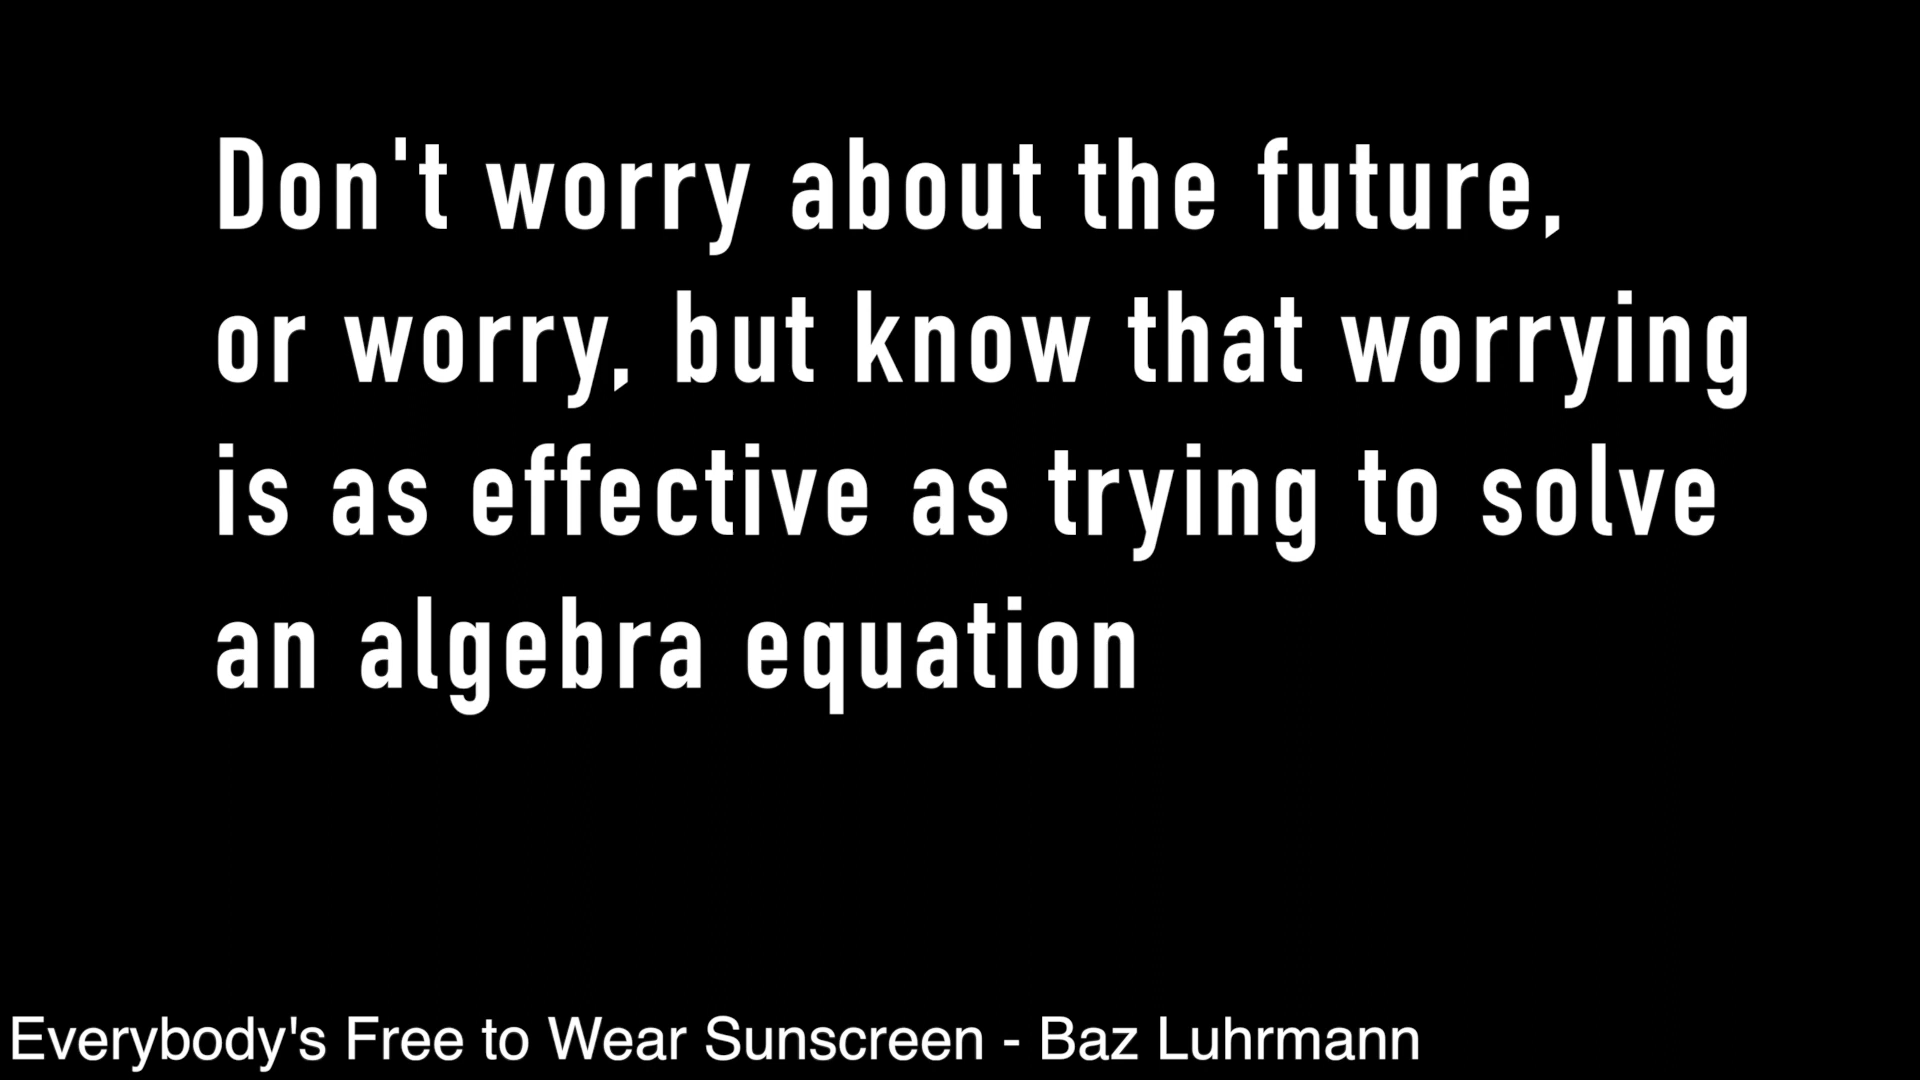 Don't worry about the future,
or worry, but know that worrying
is as effective as trying to solve
an algebra equation
Everybody's Free to Wear Sunscreen - Baz Luhrmann